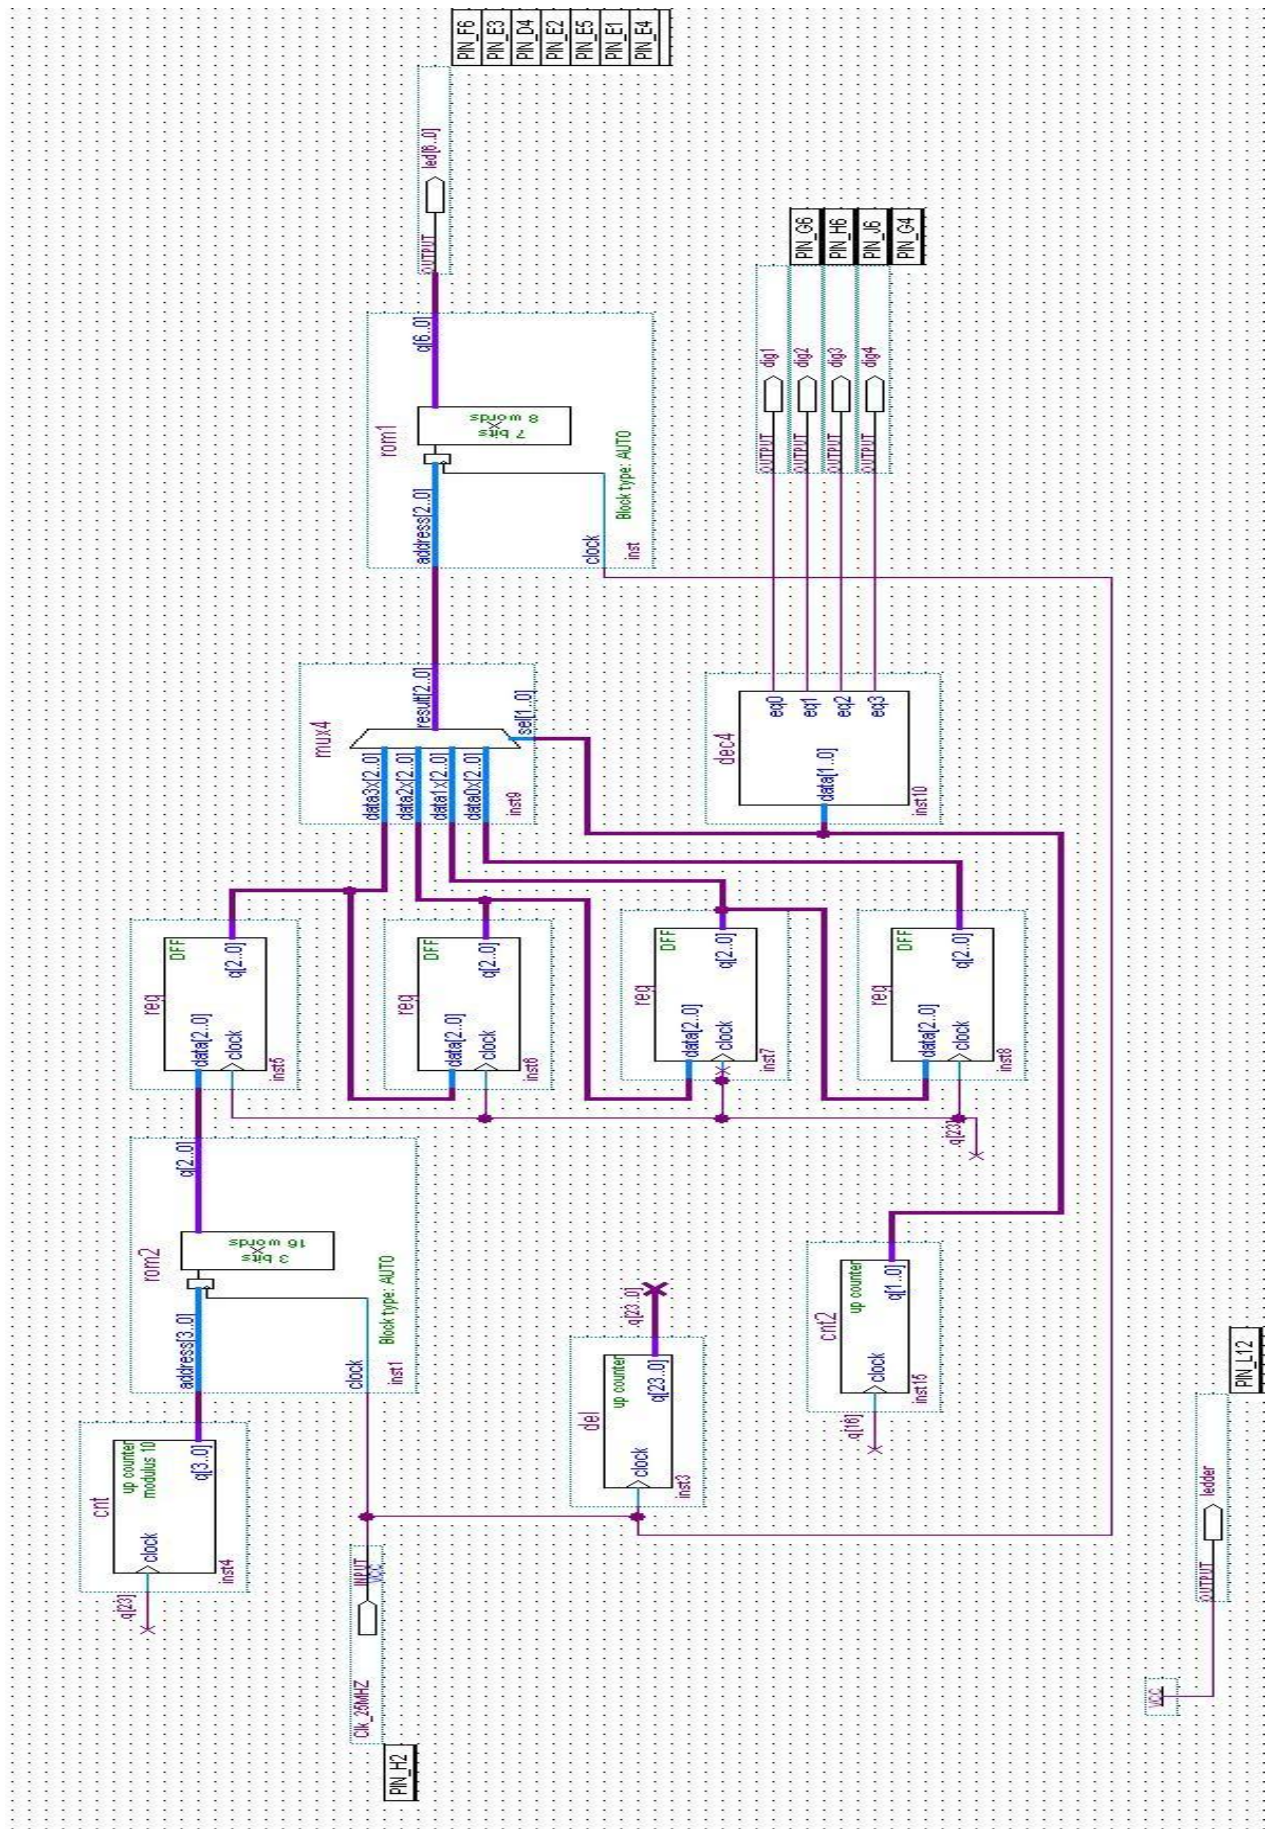 cnt
up counter
modulus 10
clock
q[3..0]
inst4
q[23]
rom2
address[3..0]
3 bits
16 words
q[2..0]
clock
Block type: AUTO
inst1
Clk_25MHZ
INPUT
VCC
PIN_H2
reg
DFF
data[2..0]
clock
q[2..0]
inst5
reg
DFF
data[2..0]
clock
q[2..0]
inst6
reg
DFF
data[2..0]
clock
q[2..0]
inst7
reg
DFF
data[2..0]
clock
q[2..0]
inst8
q[23]
mux4
data3x[2..0]
data2x[2..0]
data1x[2..0]
data0x[2..0]
result[2..0]
sel[1..0]
inst9
rom1
address[2..0]
7 bits
8 words
q[6..0]
clock
Block type: AUTO
inst
OUTPUT
led[6..0]
PIN_F6
PIN_E3
PIN_D4
PIN_E2
PIN_E5
PIN_E1
PIN_E4
del
up counter
clock
q[23..0]
inst3
q[23..0]
cnt2
up counter
clock
q[1..0]
inst15
q[16]
dec4
data[1..0]
eq0
eq1
eq2
eq3
inst10
OUTPUT
dig1
OUTPUT
dig2
OUTPUT
dig3
OUTPUT
dig4
PIN_G6
PIN_H6
PIN_J6
PIN_G4
VCC
OUTPUT
ledder
PIN_L12